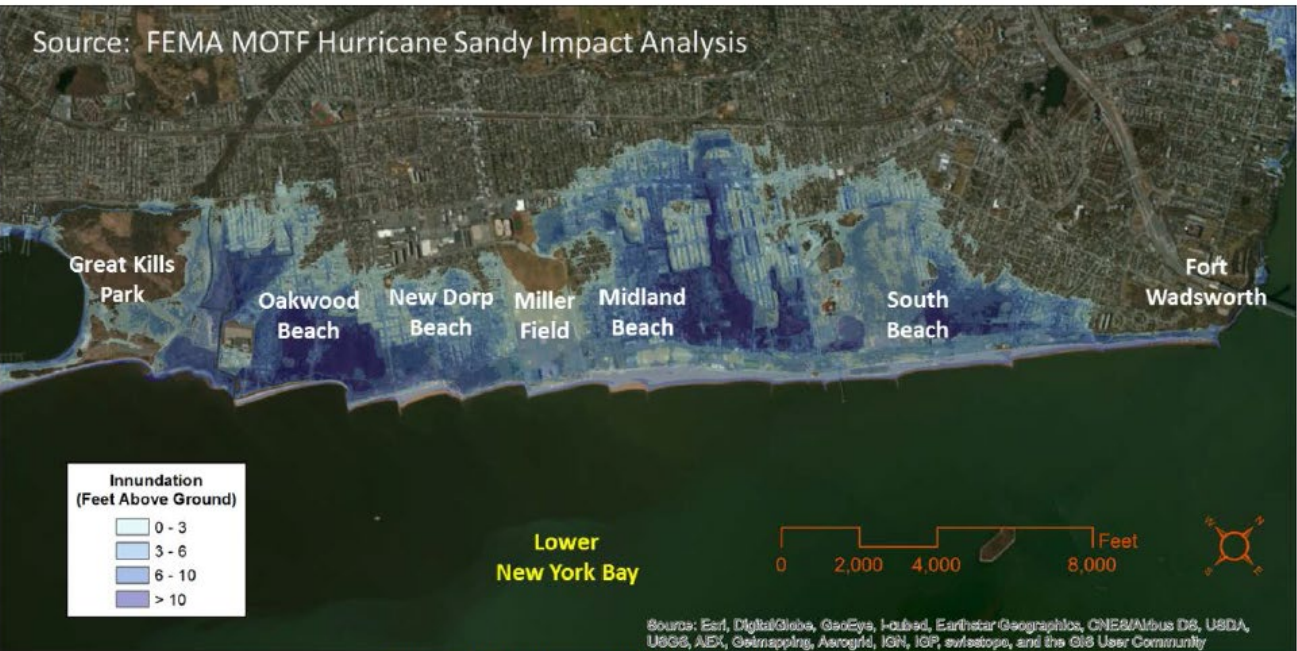 Source: FEMA MOTF Hurricane Sandy Impact Analysis
Great Kills
Park
Oakwood
Beach
New Dorp
Beach
Miller
Field
Midland
Beach
South
Beach
Fort
Wadsworth
Innundation
(Feet Above Ground)
0 - 3
3 - 6
6 - 10
> 10
Lower
New York Bay
0 2,000 4,000 8,000
Feet
N
E
S
W
Source: Esri, DigitalGlobe, GeoEye, i-cubed, Earthstar Geographics, CNES/Airbus DS, USDA,
USGS, AEX, Getmapping, Aerogrid, IGN, IGP, swisstopo, and the GIS User Community